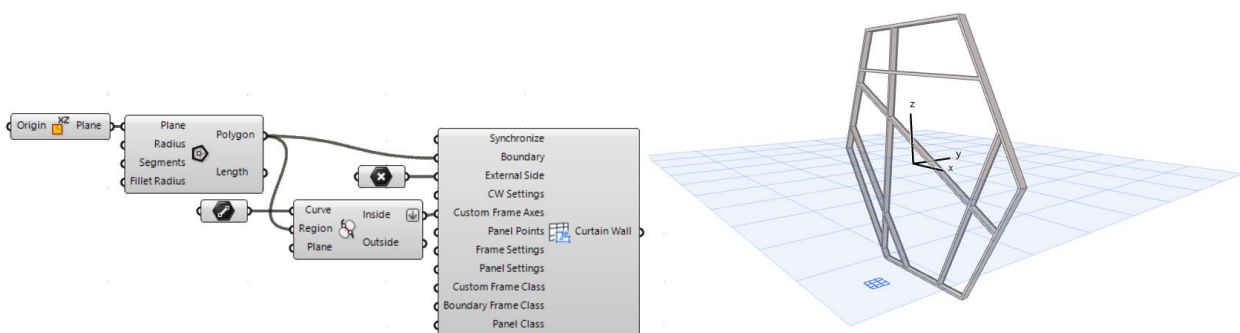 Origin XZ Plane
Plane
Radius
Segments
Fillet Radius
Polygon
Length
Curve
Region
Plane
Inside
Outside
Synchronize
Boundary
External Side
CW Settings
Custom Frame Axes
Panel Points
Frame Settings
Panel Settings
Custom Frame Class
Boundary Frame Class
Panel Class
Curtain Wall
z
y
x